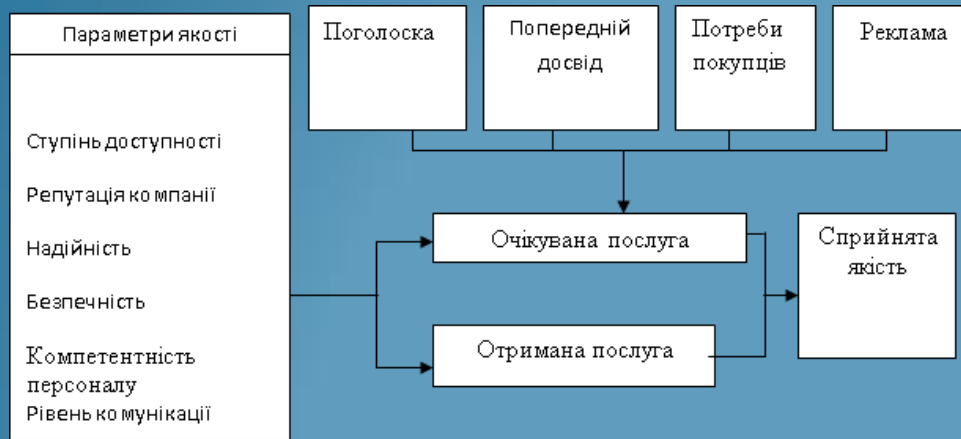 Параметри якості
Ступінь доступності
Репутація компанії
Надійність
Безпечність
Компетентність
персоналу
Рівень комунікації
Поголоска
Попередній
досвід
Потреби
покупців
Реклама
Очікувана послуга
Отримана послуга
Сприйнята
якість